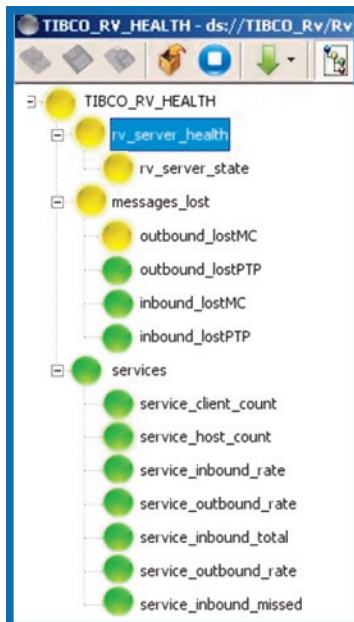 TIBCO_RV_HEALTH - ds://TIBCO_Rv/Rv
TIBCO_RV_HEALTH
rv_server_health
rv_server_state
messages_lost
outbound_lostMC
outbound_lostPTP
inbound_lostMC
inbound_lostPTP
services
service_client_count
service_host_count
service_inbound_rate
service_outbound_rate
service_inbound_total
service_outbound_rate
service_inbound_missed